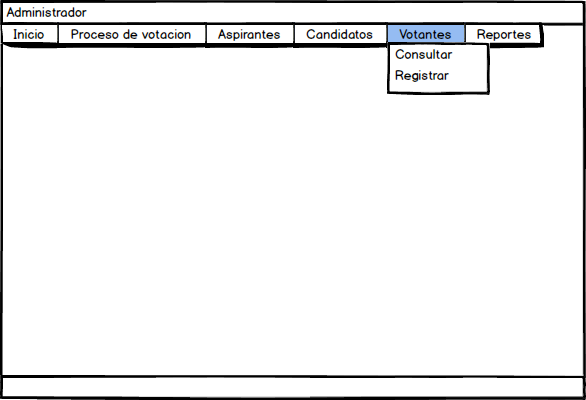 Administrador
Inicio Proceso de votacion Aspirantes Candidatos Votantes Reportes
Consultar
Registrar